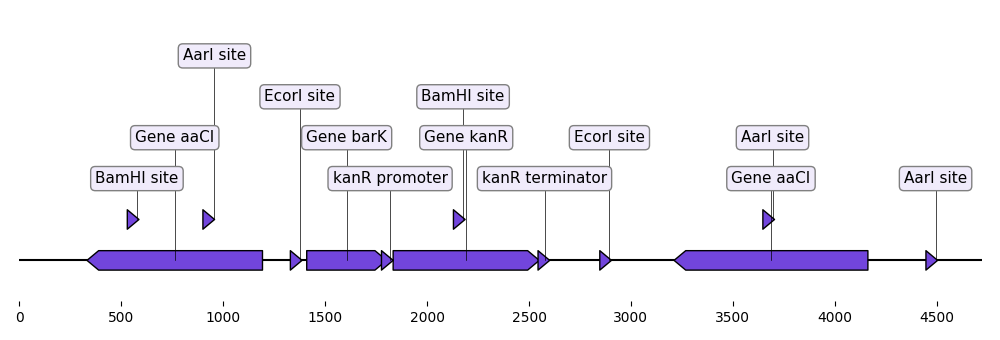 AarI site
EcorI site
BamHI site
Gene aaCI
Gene barK
Gene kanR
EcorI site
AarI site
BamHI site
kanR promoter
kanR terminator
Gene aaCI
AarI site
0 500 1000 1500 2000 2500 3000 3500 4000 4500